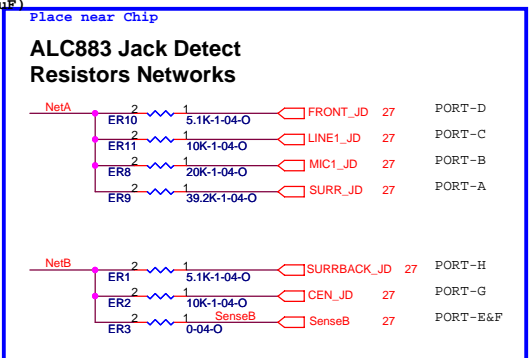 uF)
Place near Chip
ALC883 Jack Detect
Resistors Networks
NetA
2 1 FRONT_JD 27 PORT-D
ER10 5.1K-1-04-O
2 1 LINE1_JD 27 PORT-C
ER11 10K-1-04-O
2 1 MIC1_JD 27 PORT-B
ER8 20K-1-04-O
2 1 SURR_JD 27 PORT-A
ER9 39.2K-1-04-O
NetB
2 1 SURRBACK_JD 27 PORT-H
ER1 5.1K-1-04-O
2 1 CEN_JD 27 PORT-G
ER2 10K-1-04-O
2 1 SenseB SenseB 27 PORT-E&F
ER3 0-04-O